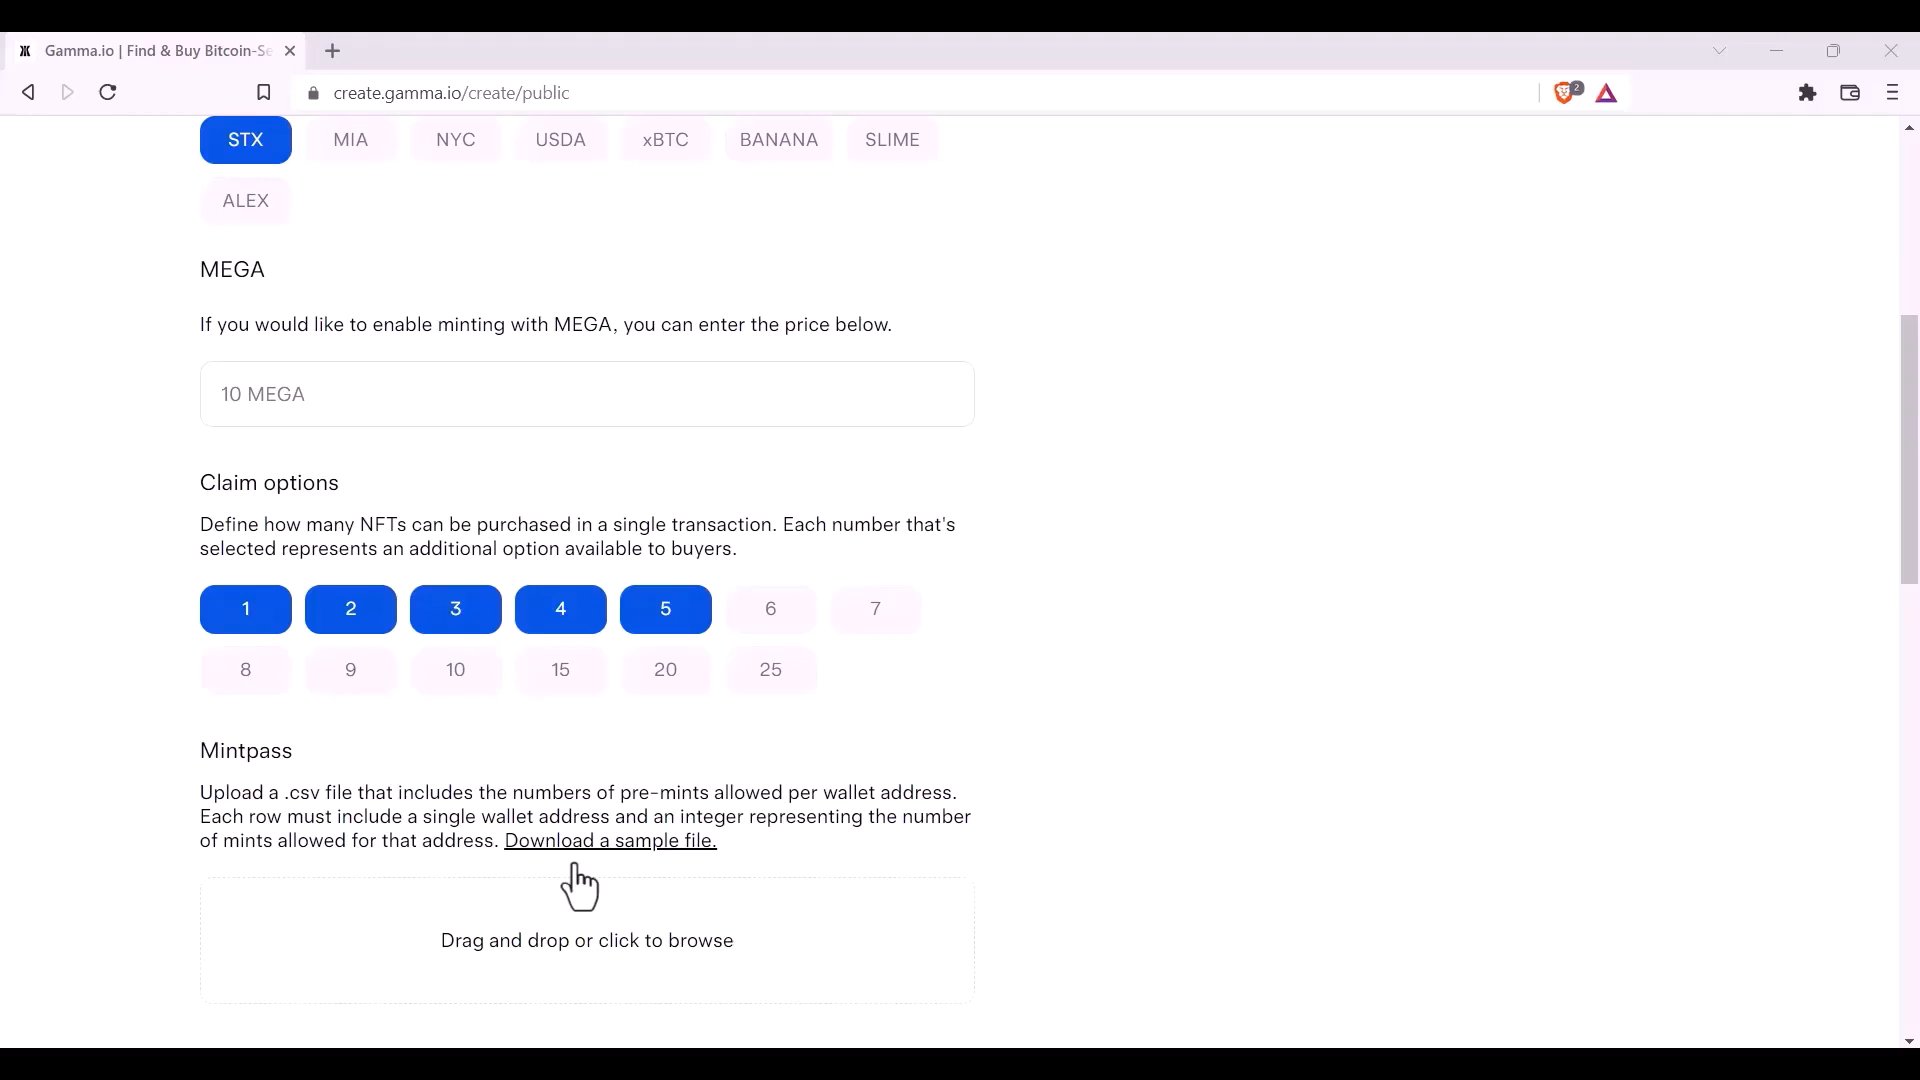 Gamma.io | Find & Buy Bitcoin-Se
create.gamma.io/create/public
2
STX
MIA
NYC
USDA
xBTC
BANANA
SLIME
ALEX
MEGA
If you would like to enable minting with MEGA, you can enter the price below.
10 MEGA
Claim options
Define how many NFTs can be purchased in a single transaction. Each number that's
selected represents an additional option available to buyers.
1
2
3
4
5
6
7
8
9
10
15
20
25
Mintpass
Upload a .csv file that includes the numbers of pre-mints allowed per wallet address.
Each row must include a single wallet address and an integer representing the number
of mints allowed for that address. Download a sample file.
Drag and drop or click to browse